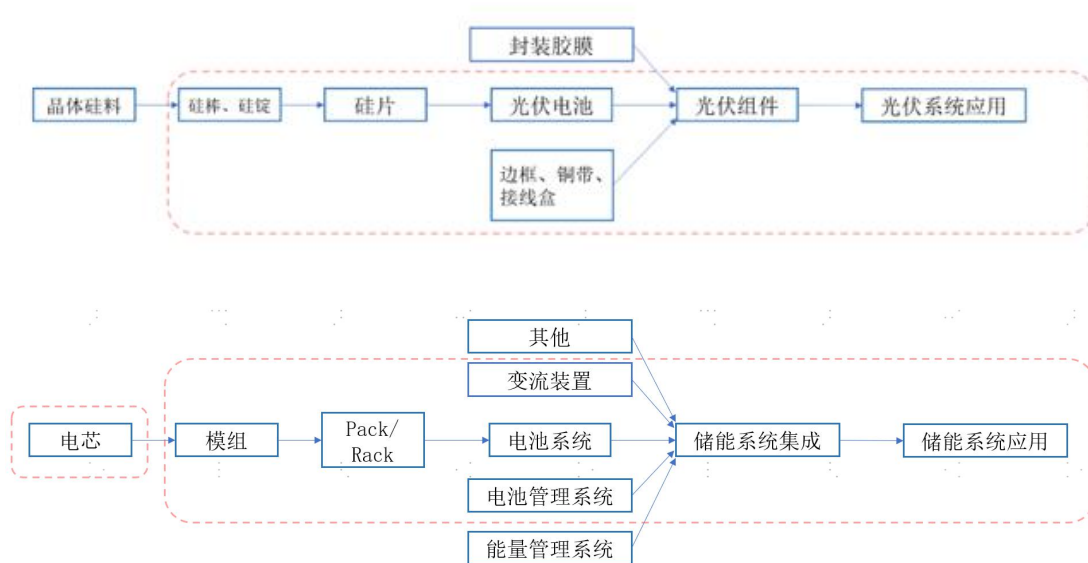 封装胶膜
晶体硅料
硅棒、硅锭
硅片
光伏电池
光伏组件
光伏系统应用
边框、铜带、
接线盒
其他
变流装置
电芯
模组
Pack/
Rack
电池系统
储能系统集成
储能系统应用
电池管理系统
能量管理系统